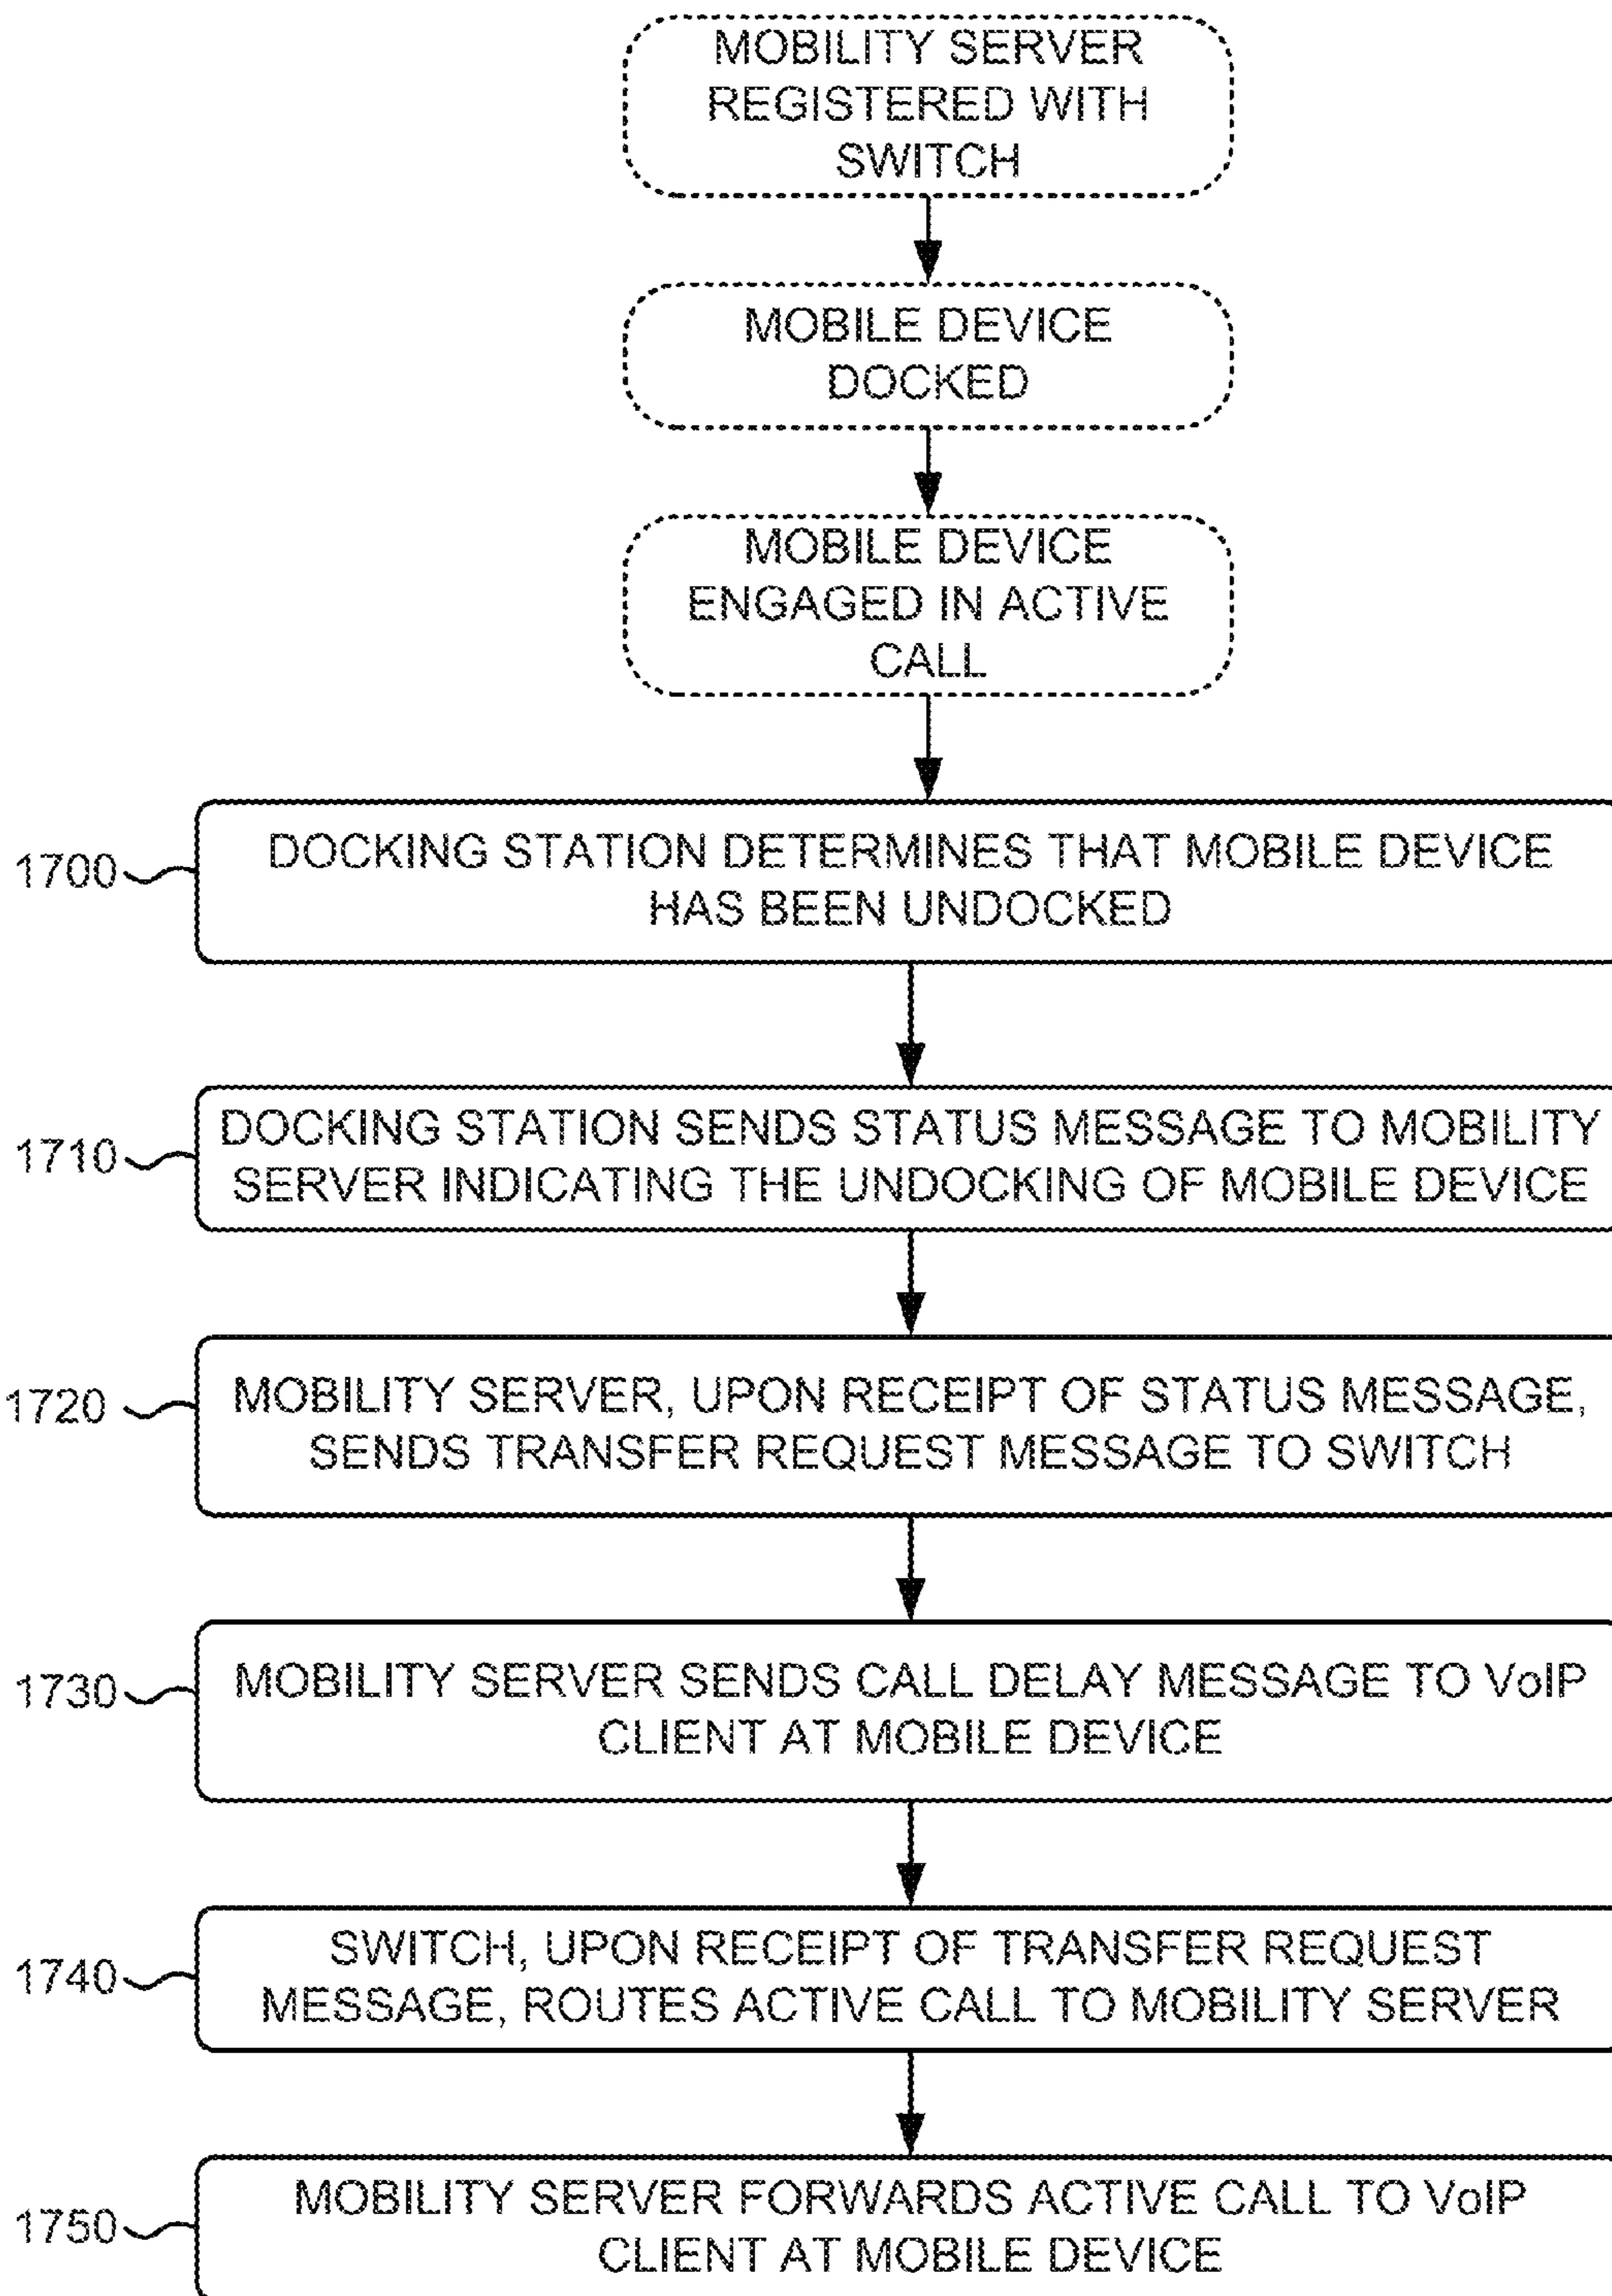 MOBILITY SERVER
REGISTERED WITH
SWITCH
MOBILE DEVICE
DOCKED
MOBILE DEVICE
ENGAGED IN ACTIVE
CALL
1700
DOCKING STATION DETERMINES THAT MOBILE DEVICE
HAS BEEN UNDOCKED
1710
DOCKING STATION SENDS STATUS MESSAGE TO MOBILITY
SERVER INDICATING THE UNDOCKING OF MOBILE DEVICE
1720
MOBILITY SERVER, UPON RECEIPT OF STATUS MESSAGE,
SENDS TRANSFER REQUEST MESSAGE TO SWITCH
1730
MOBILITY SERVER SENDS CALL DELAY MESSAGE TO VoIP
CLIENT AT MOBILE DEVICE
1740
SWITCH, UPON RECEIPT OF TRANSFER REQUEST
MESSAGE, ROUTES ACTIVE CALL TO MOBILITY SERVER
1750
MOBILITY SERVER FORWARDS ACTIVE CALL TO VoIP
CLIENT AT MOBILE DEVICE